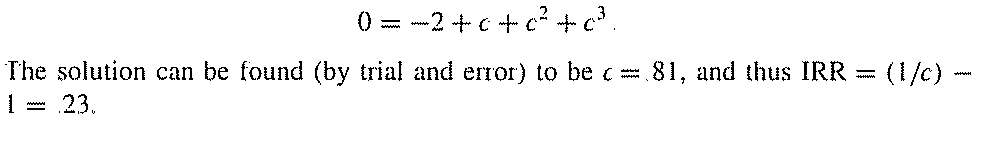 0 = −2 + c + c² + c³.
The solution can be found (by trial and error) to be c = .81, and thus IRR = (1/c) −
1 = .23.